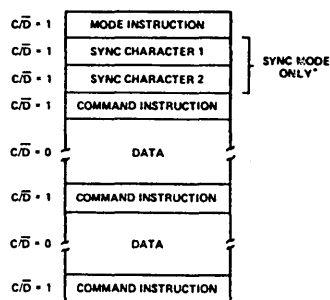 C/D̅ = 1 MODE INSTRUCTION
C/D̅ = 1 SYNC CHARACTER 1
C/D̅ = 1 SYNC CHARACTER 2
SYNC MODE
ONLY*
C/D̅ = 1 COMMAND INSTRUCTION
C/D̅ = 0 DATA
C/D̅ = 1 COMMAND INSTRUCTION
C/D̅ = 0 DATA
C/D̅ = 1 COMMAND INSTRUCTION